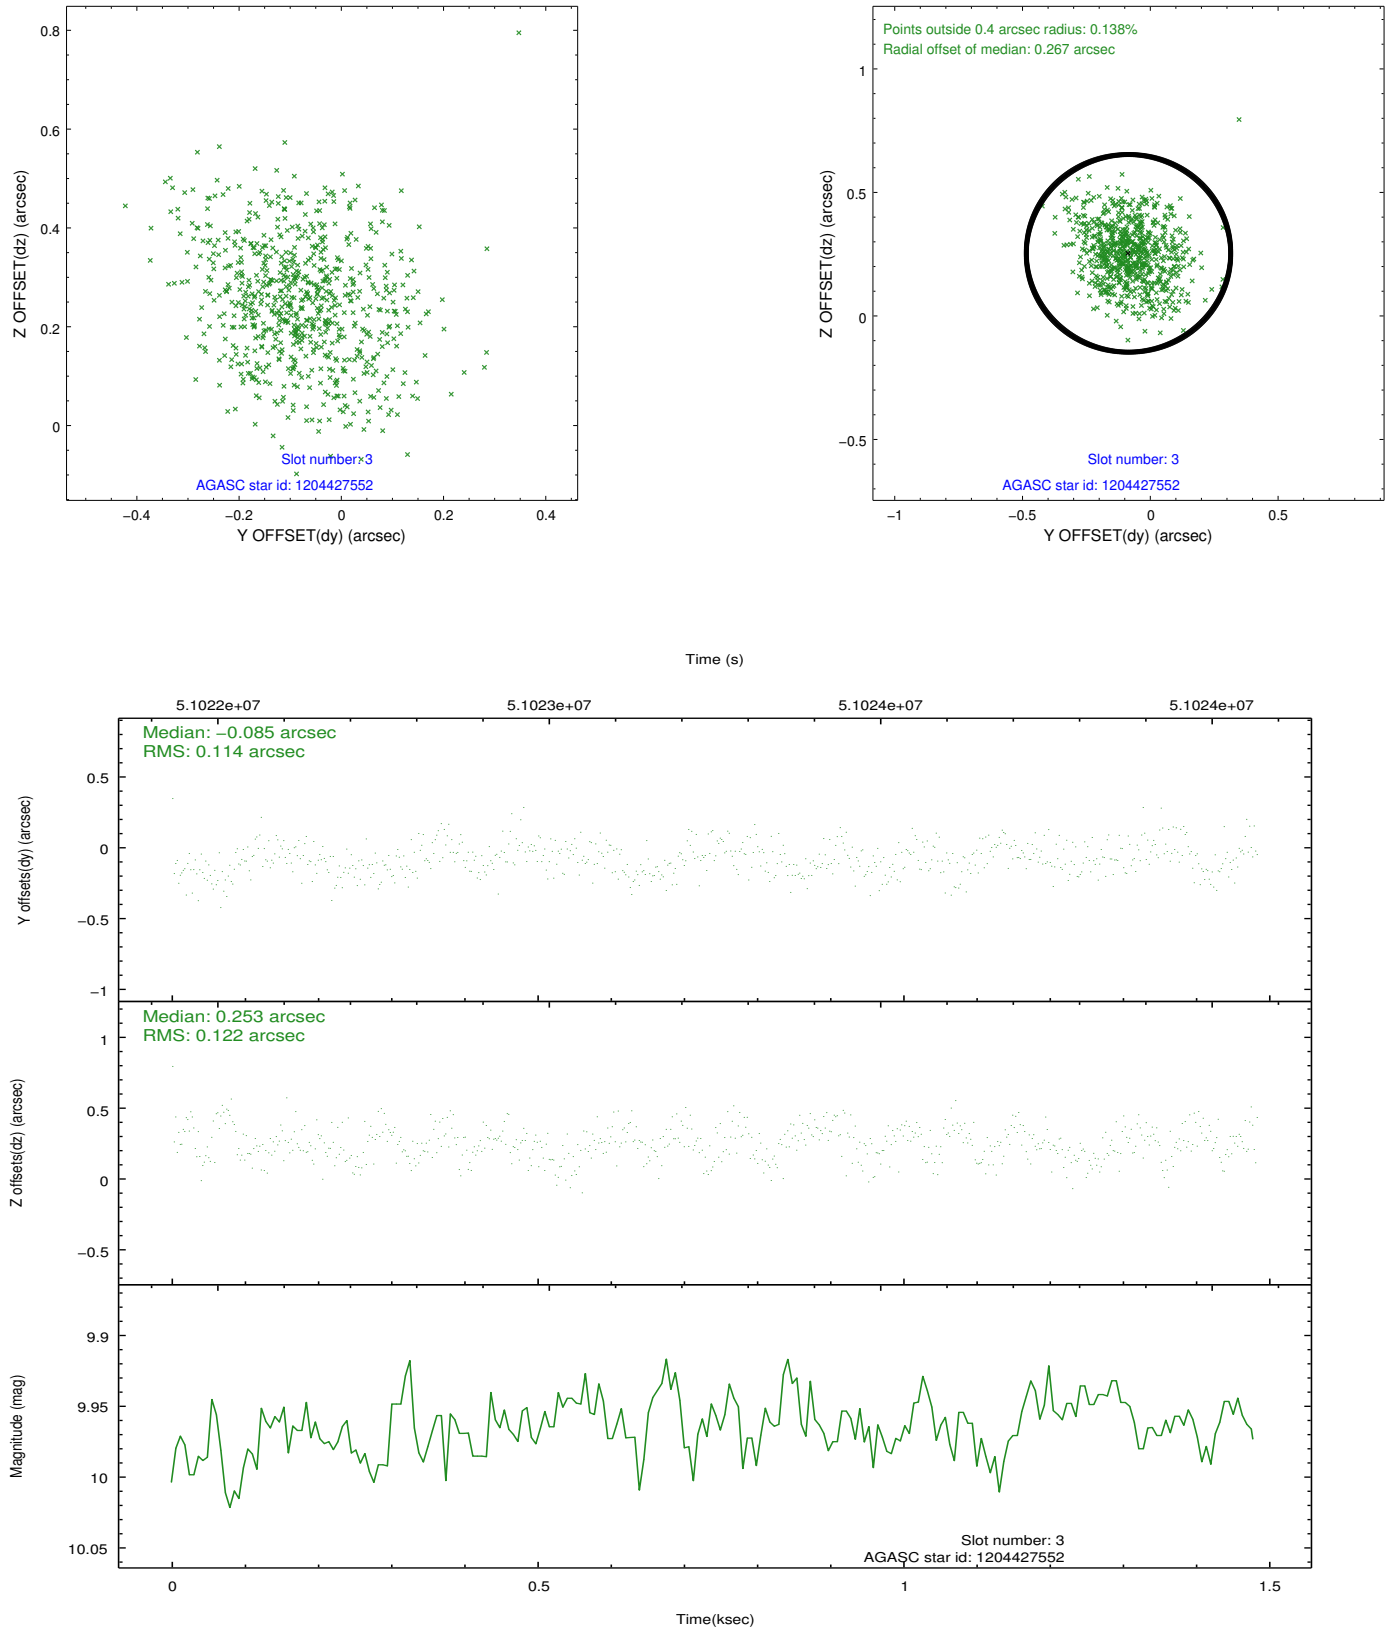 0.8
0.6
0.4
0.2
0
Z OFFSET(dz) (arcsec)
Slot number: 3
AGASC star id: 1204427552
−0.4 −0.2 0 0.2 0.4
Y OFFSET(dy) (arcsec)
Points outside 0.4 arcsec radius: 0.138%
Radial offset of median: 0.267 arcsec
1
0.5
0
−0.5
Z OFFSET(dz) (arcsec)
Slot number: 3
AGASC star id: 1204427552
−1 −0.5 0 0.5
Y OFFSET(dy) (arcsec)
Time (s)
5.1022e+07 5.1023e+07 5.1024e+07 5.1024e+07
Median: −0.085 arcsec
RMS: 0.114 arcsec
0.5
0
−0.5
−1
Y offsets(dy) (arcsec)
Median: 0.253 arcsec
RMS: 0.122 arcsec
1
0.5
0
−0.5
Z offsets(dz) (arcsec)
9.9
9.95
10
10.05
Magnitude (mag)
Slot number: 3
AGASC star id: 1204427552
0 0.5 1 1.5
Time(ksec)